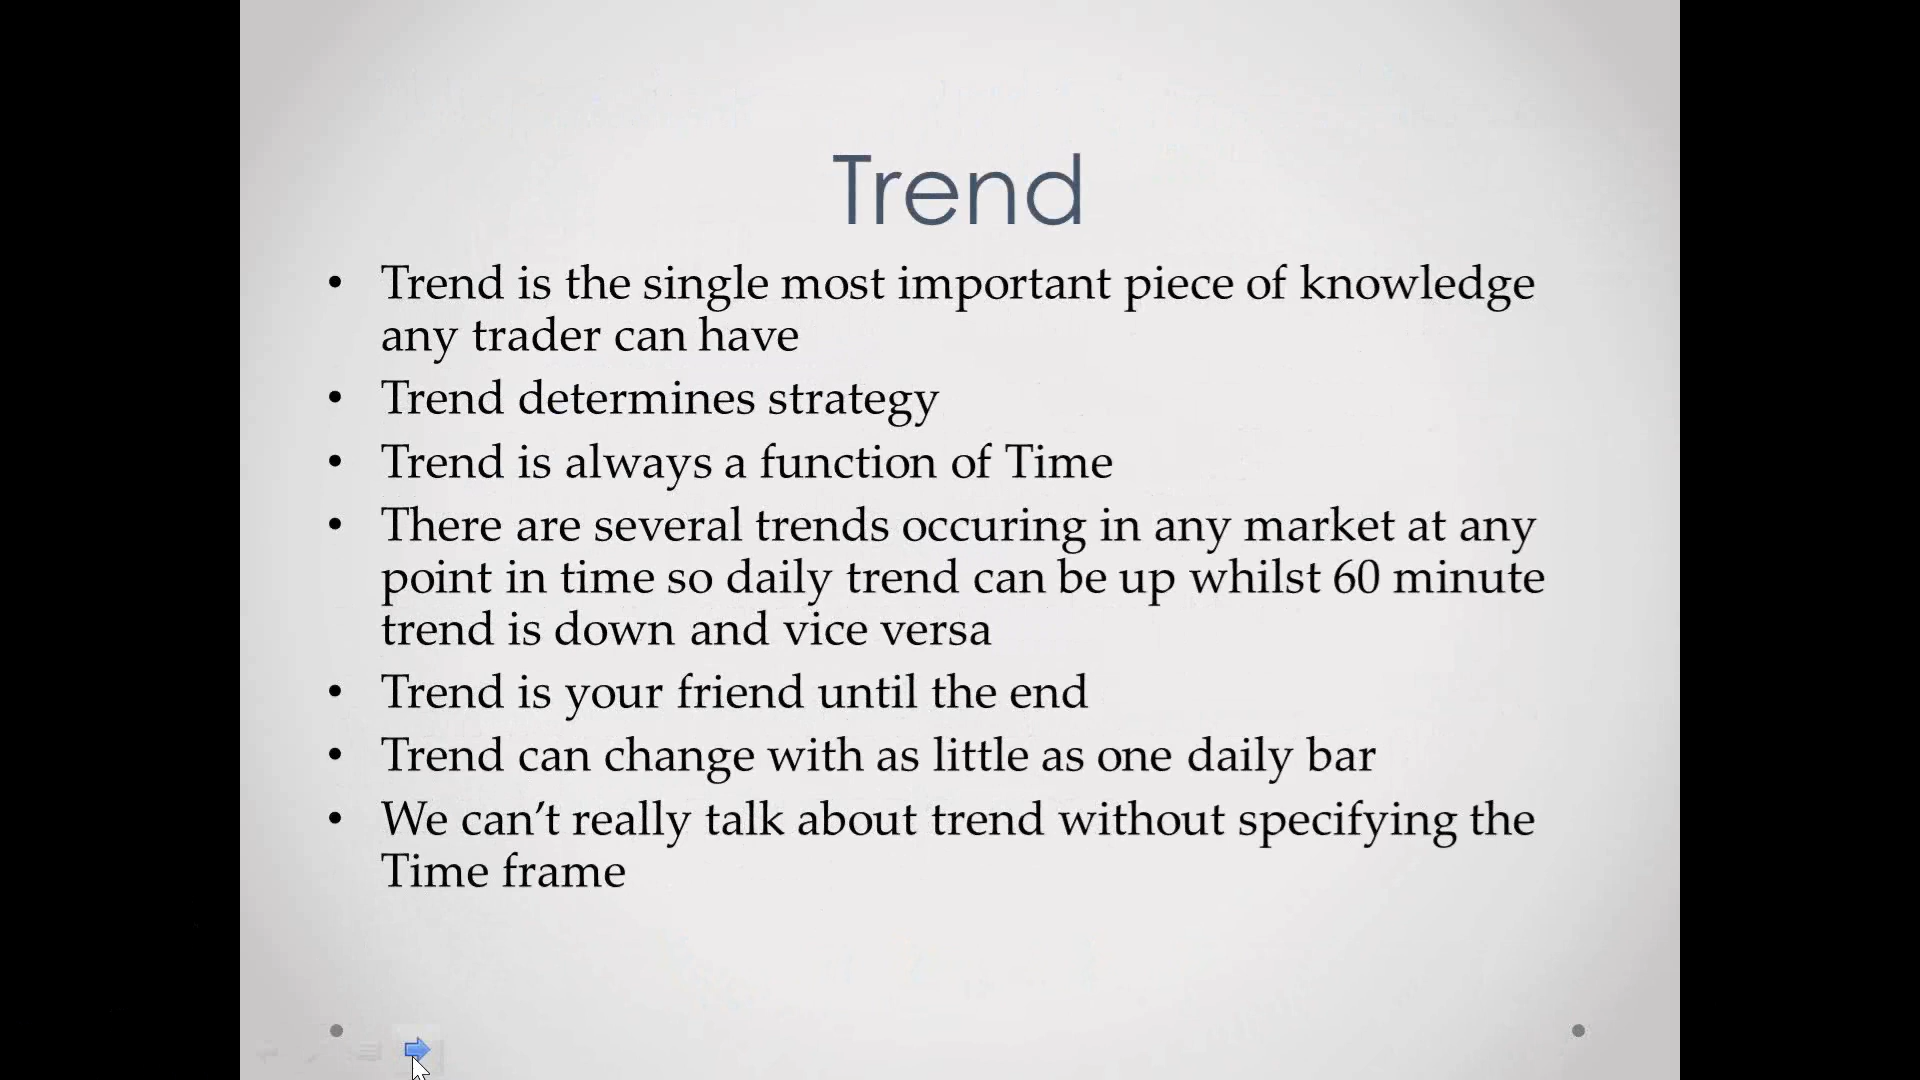 Trend
• Trend is the single most important piece of knowledge
any trader can have
• Trend determines strategy
• Trend is always a function of Time
• There are several trends occuring in any market at any
point in time so daily trend can be up whilst 60 minute
trend is down and vice versa
• Trend is your friend until the end
• Trend can change with as little as one daily bar
• We can’t really talk about trend without specifying the
Time frame